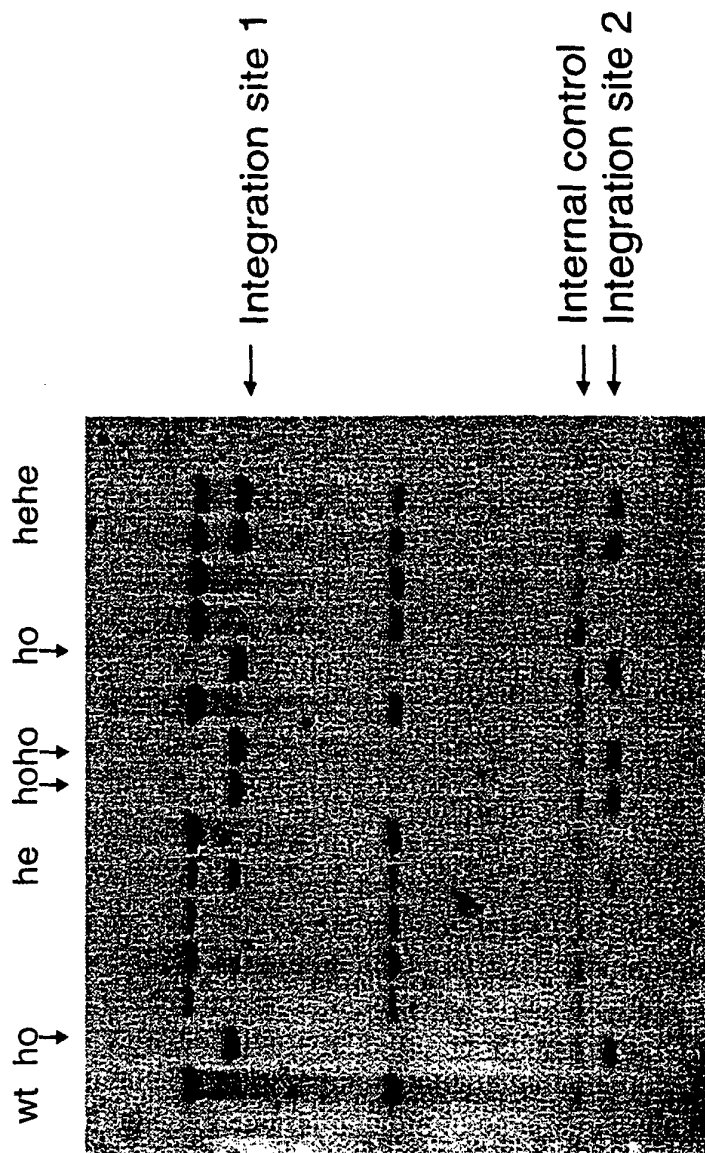 wt ho he hoho ho hehe
Integration site 1
Internal control
Integration site 2